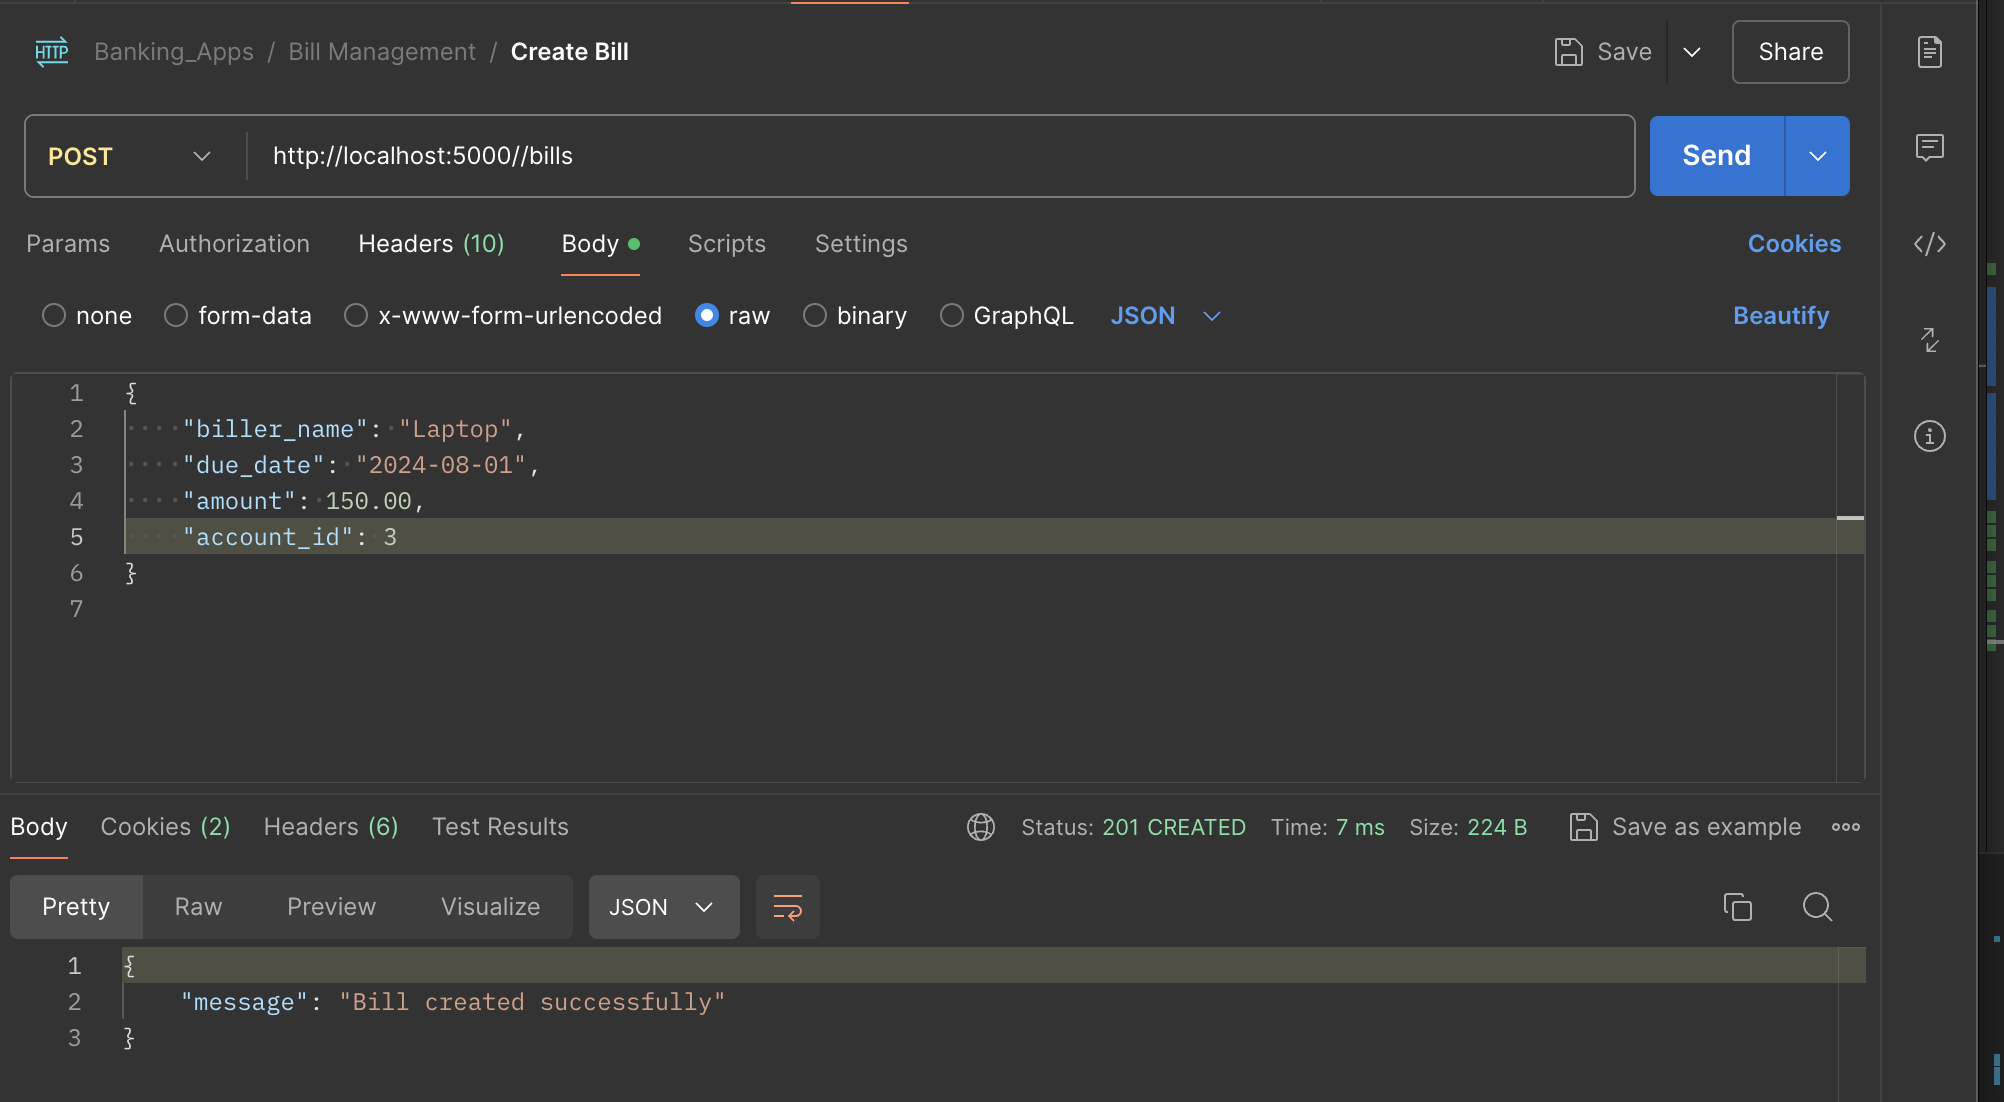 HTTP Banking_Apps / Bill Management / Create Bill Save Share
POST http://localhost:5000//bills Send
Params Authorization Headers (10) Body Scripts Settings Cookies
none form-data x-www-form-urlencoded raw binary GraphQL JSON Beautify
1 {
2 "biller_name": "Laptop",
3 "due_date": "2024-08-01",
4 "amount": 150.00,
5 "account_id": 3
6 }
7
Body Cookies (2) Headers (6) Test Results Status: 201 CREATED Time: 7 ms Size: 224 B Save as example
Pretty Raw Preview Visualize JSON
1 {
2 "message": "Bill created successfully"
3 }